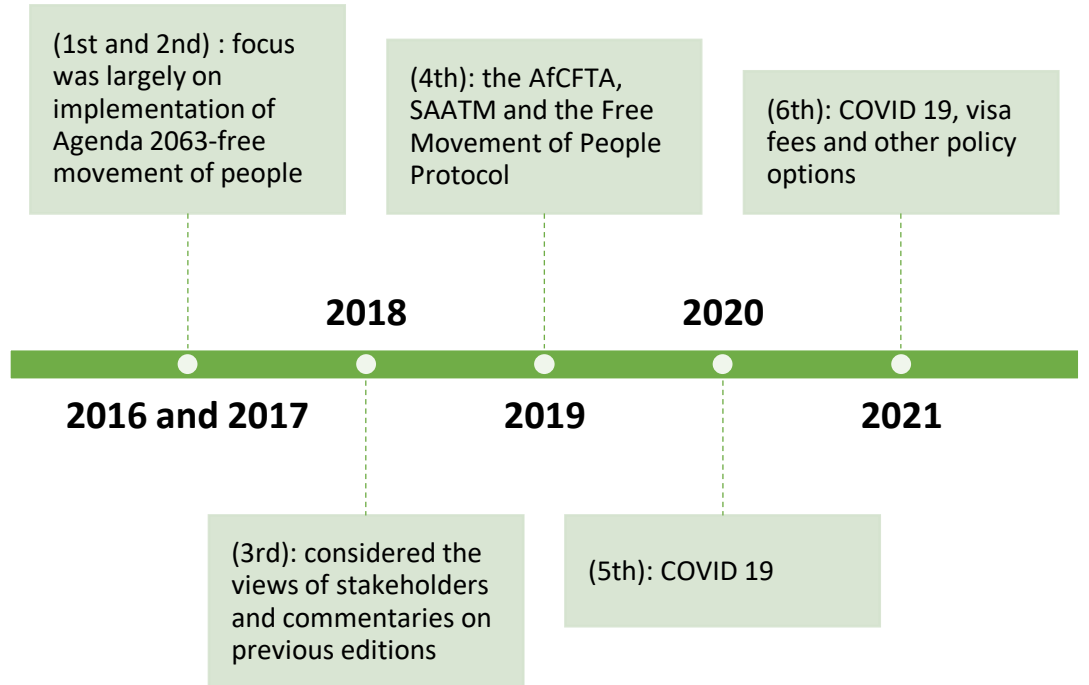 (1st and 2nd) : focus
was largely on
implementation of
Agenda 2063-free
movement of people
(4th): the AfCFTA,
SAATM and the Free
Movement of People
Protocol
(6th): COVID 19, visa
fees and other policy
options
2018
2020
2016 and 2017
2019
2021
(3rd): considered the
views of stakeholders
and commentaries on
previous editions
(5th): COVID 19